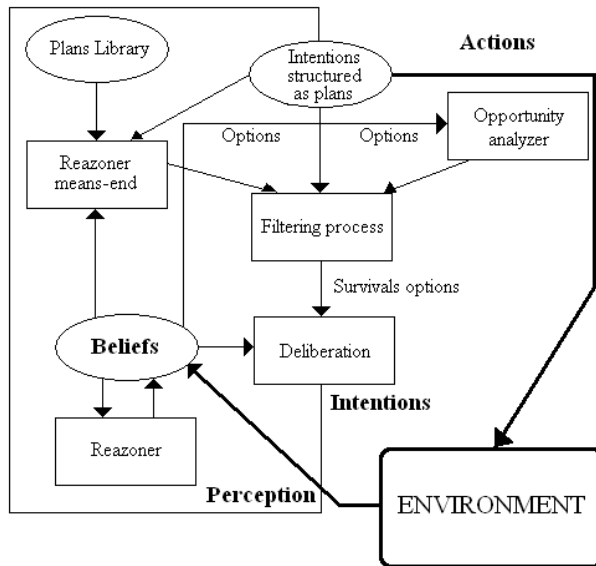 Plans Library
Intentions
structured
as plans
Actions
Options
Options
Opportunity
analyzer
Reazoner
means-end
Filtering process
Survivals options
Beliefs
Deliberation
Intentions
Reazoner
Perception
ENVIRONMENT